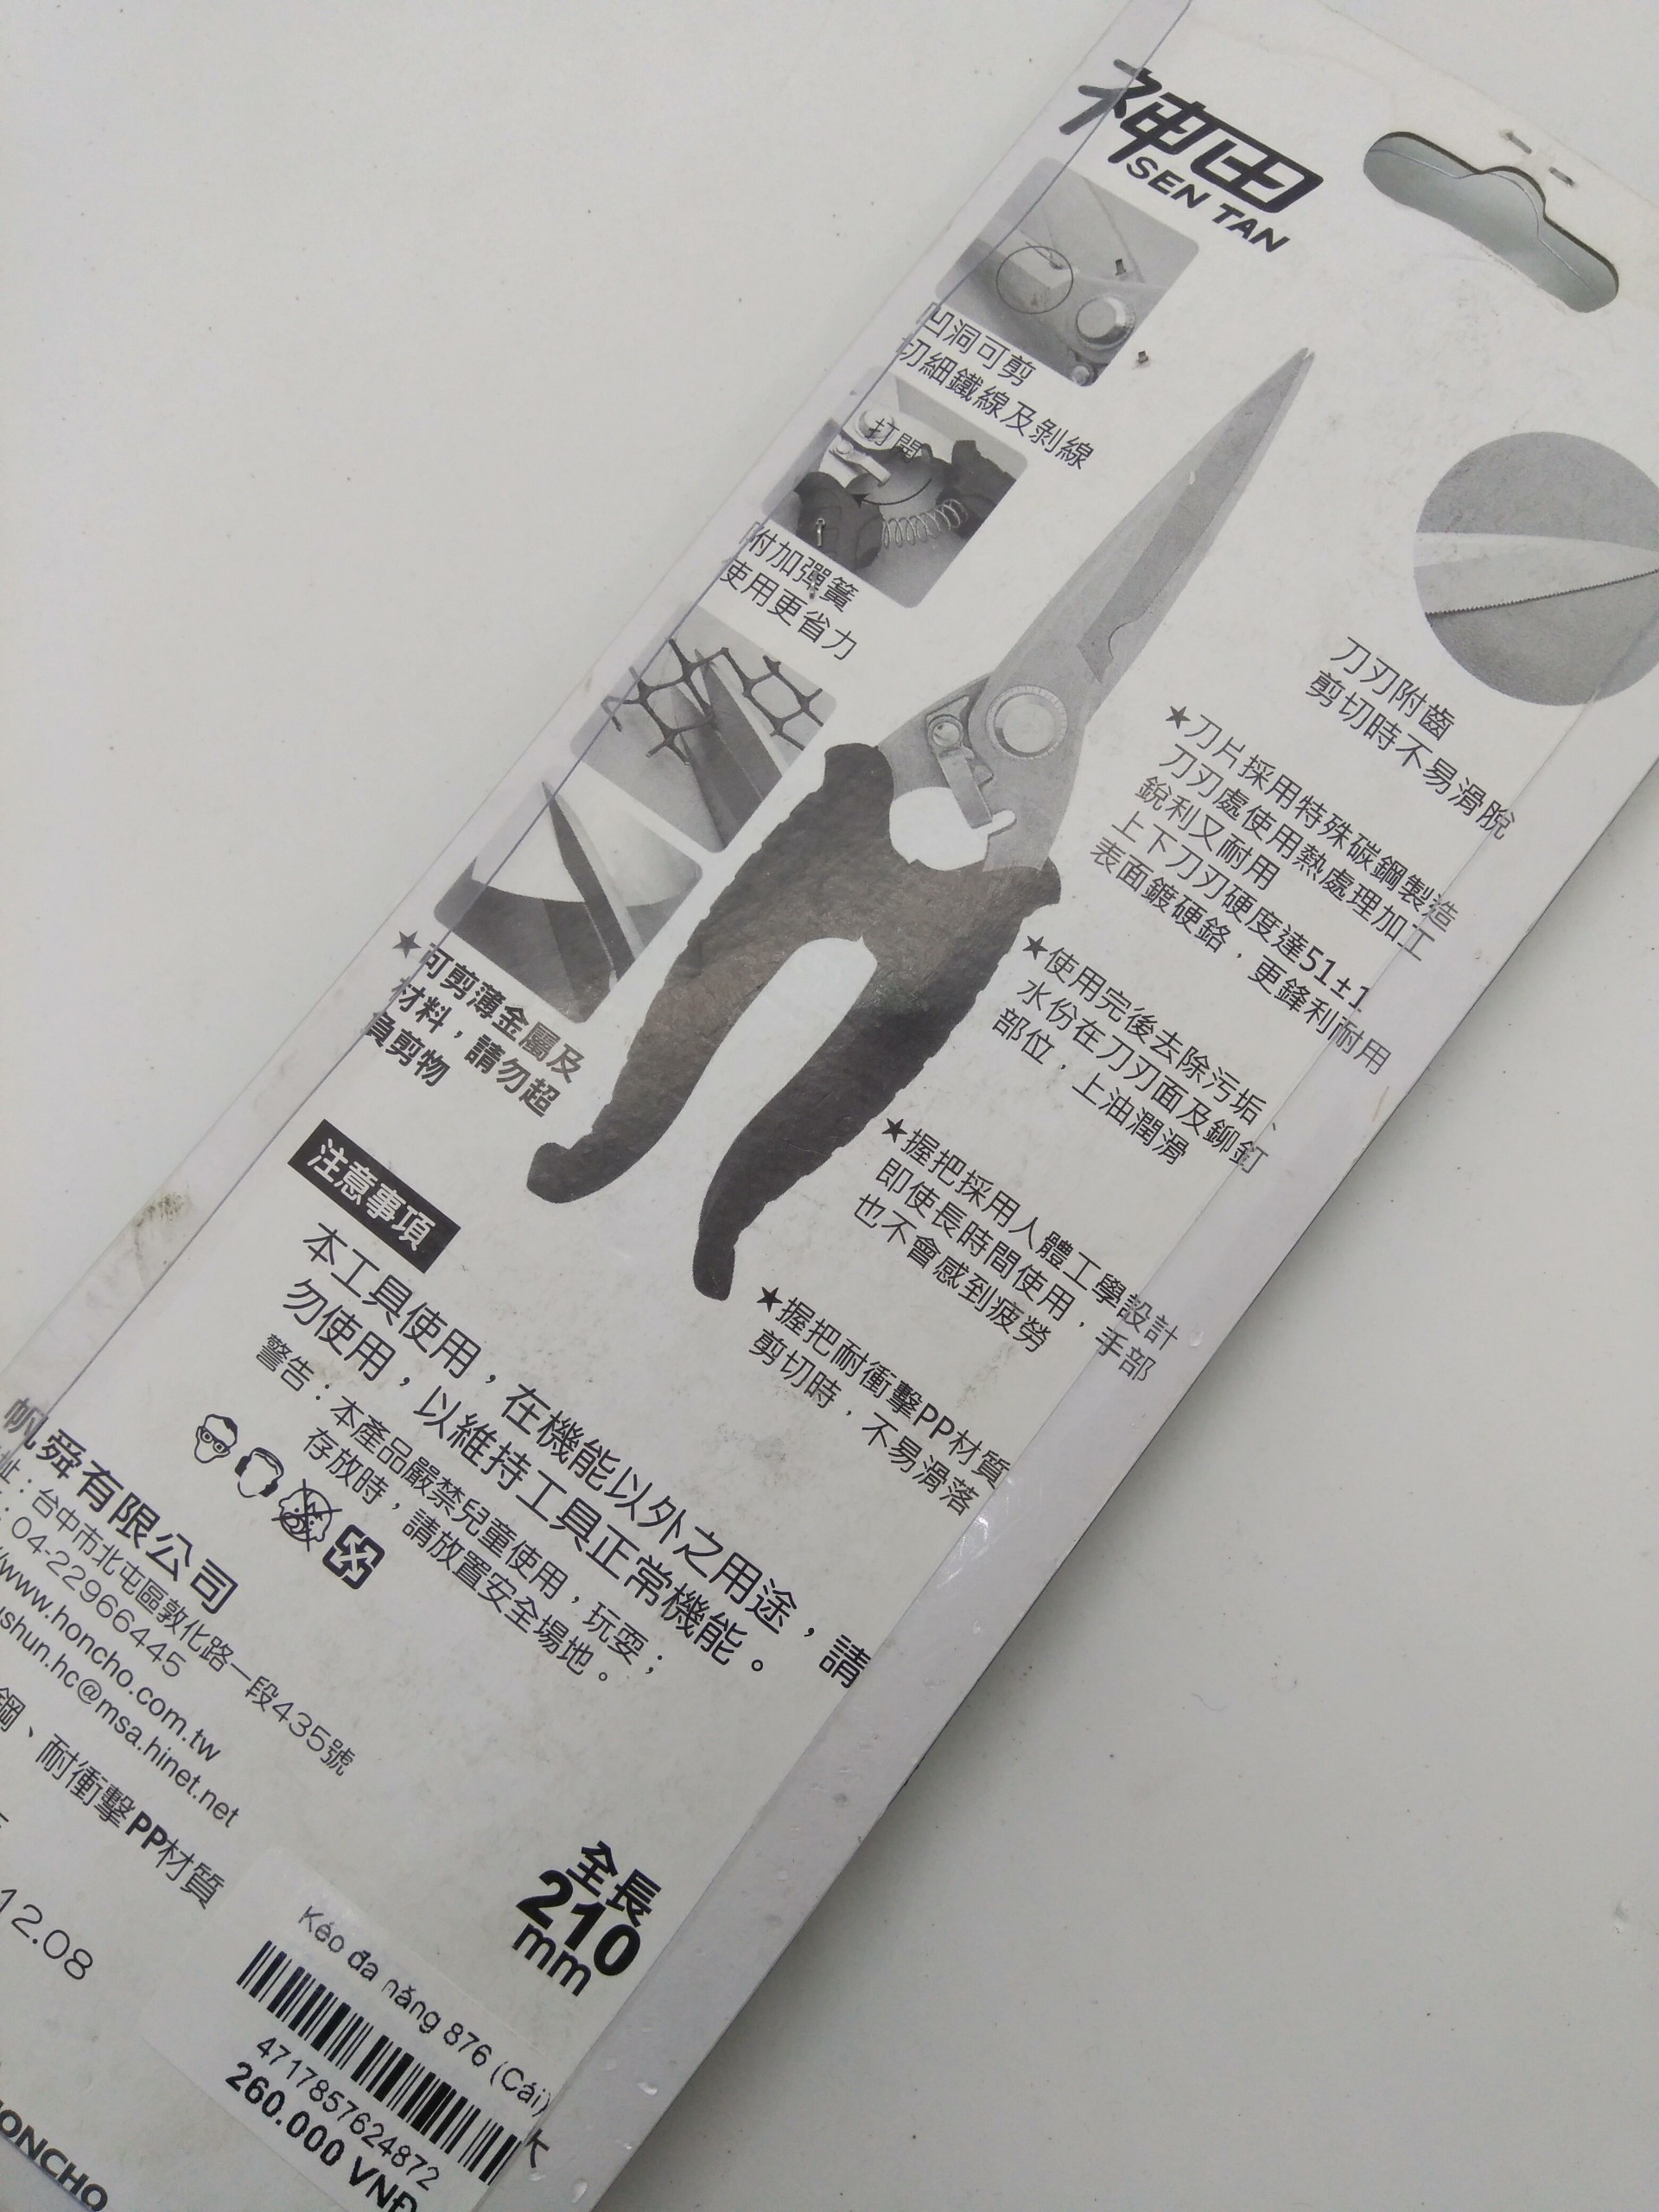 神田
SEN TAN
凹洞可剪
切細鐵線及剝線
打開
附加彈簧
使用更省力
刀刃附齒
剪切時不易滑脫
★刀片採用特殊碳鋼製造
刀刃處使用熱處理加工
銳利又耐用
上下刀刃硬度達51±1
表面鍍硬鉻，更鋒利耐用
★使用完後去除污垢、
水份在刀刃面及鉚釘
部位，上油潤滑
★握把採用人體工學設計
即使長時間使用，手部
也不會感到疲勞
★握把耐衝擊PP材質
剪切時，不易滑落
★可剪薄金屬及
材料，請勿超
負剪物
注意事項
本工具使用，在機能以外之用途，請
勿使用，以維持工具正常機能。
警告：本產品嚴禁兒童使用，玩耍；
存放時，請放置安全場地。
帆舜有限公司
址：台中市北屯區敦化路一段435號
：04-22966445
/www.honcho.com.tw
shun.hc@msa.hinet.net
鋼、耐衝擊PP材質
12.08
全長
210
mm
Kéo đa năng 876 (Cái)
4717857624872
260.000 VNĐ
ONCHO